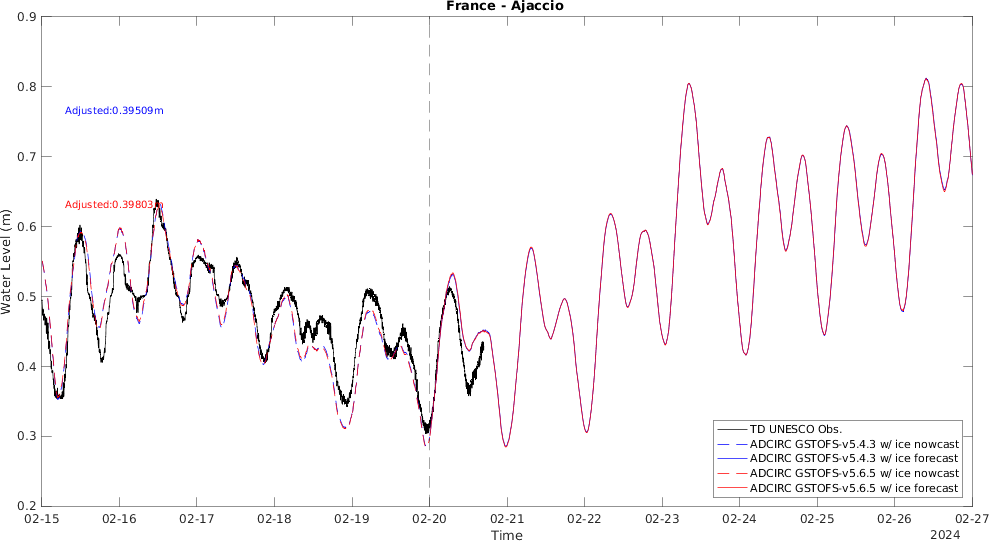 France - Ajaccio
0.9
0.8
0.7
0.6
0.5
0.4
0.3
0.2
Water Level (m)
Adjusted:0.39509m
Adjusted:0.39803
TD UNESCO Obs.
ADCIRC GSTOFS-v5.4.3 w/ ice nowcast
ADCIRC GSTOFS-v5.4.3 w/ ice forecast
ADCIRC GSTOFS-v5.6.5 w/ ice nowcast
ADCIRC GSTOFS-v5.6.5 w/ ice forecast
02-15 02-16 02-17 02-18 02-19 02-20 02-21 02-22 02-23 02-24 02-25 02-26 02-27
Time
2024